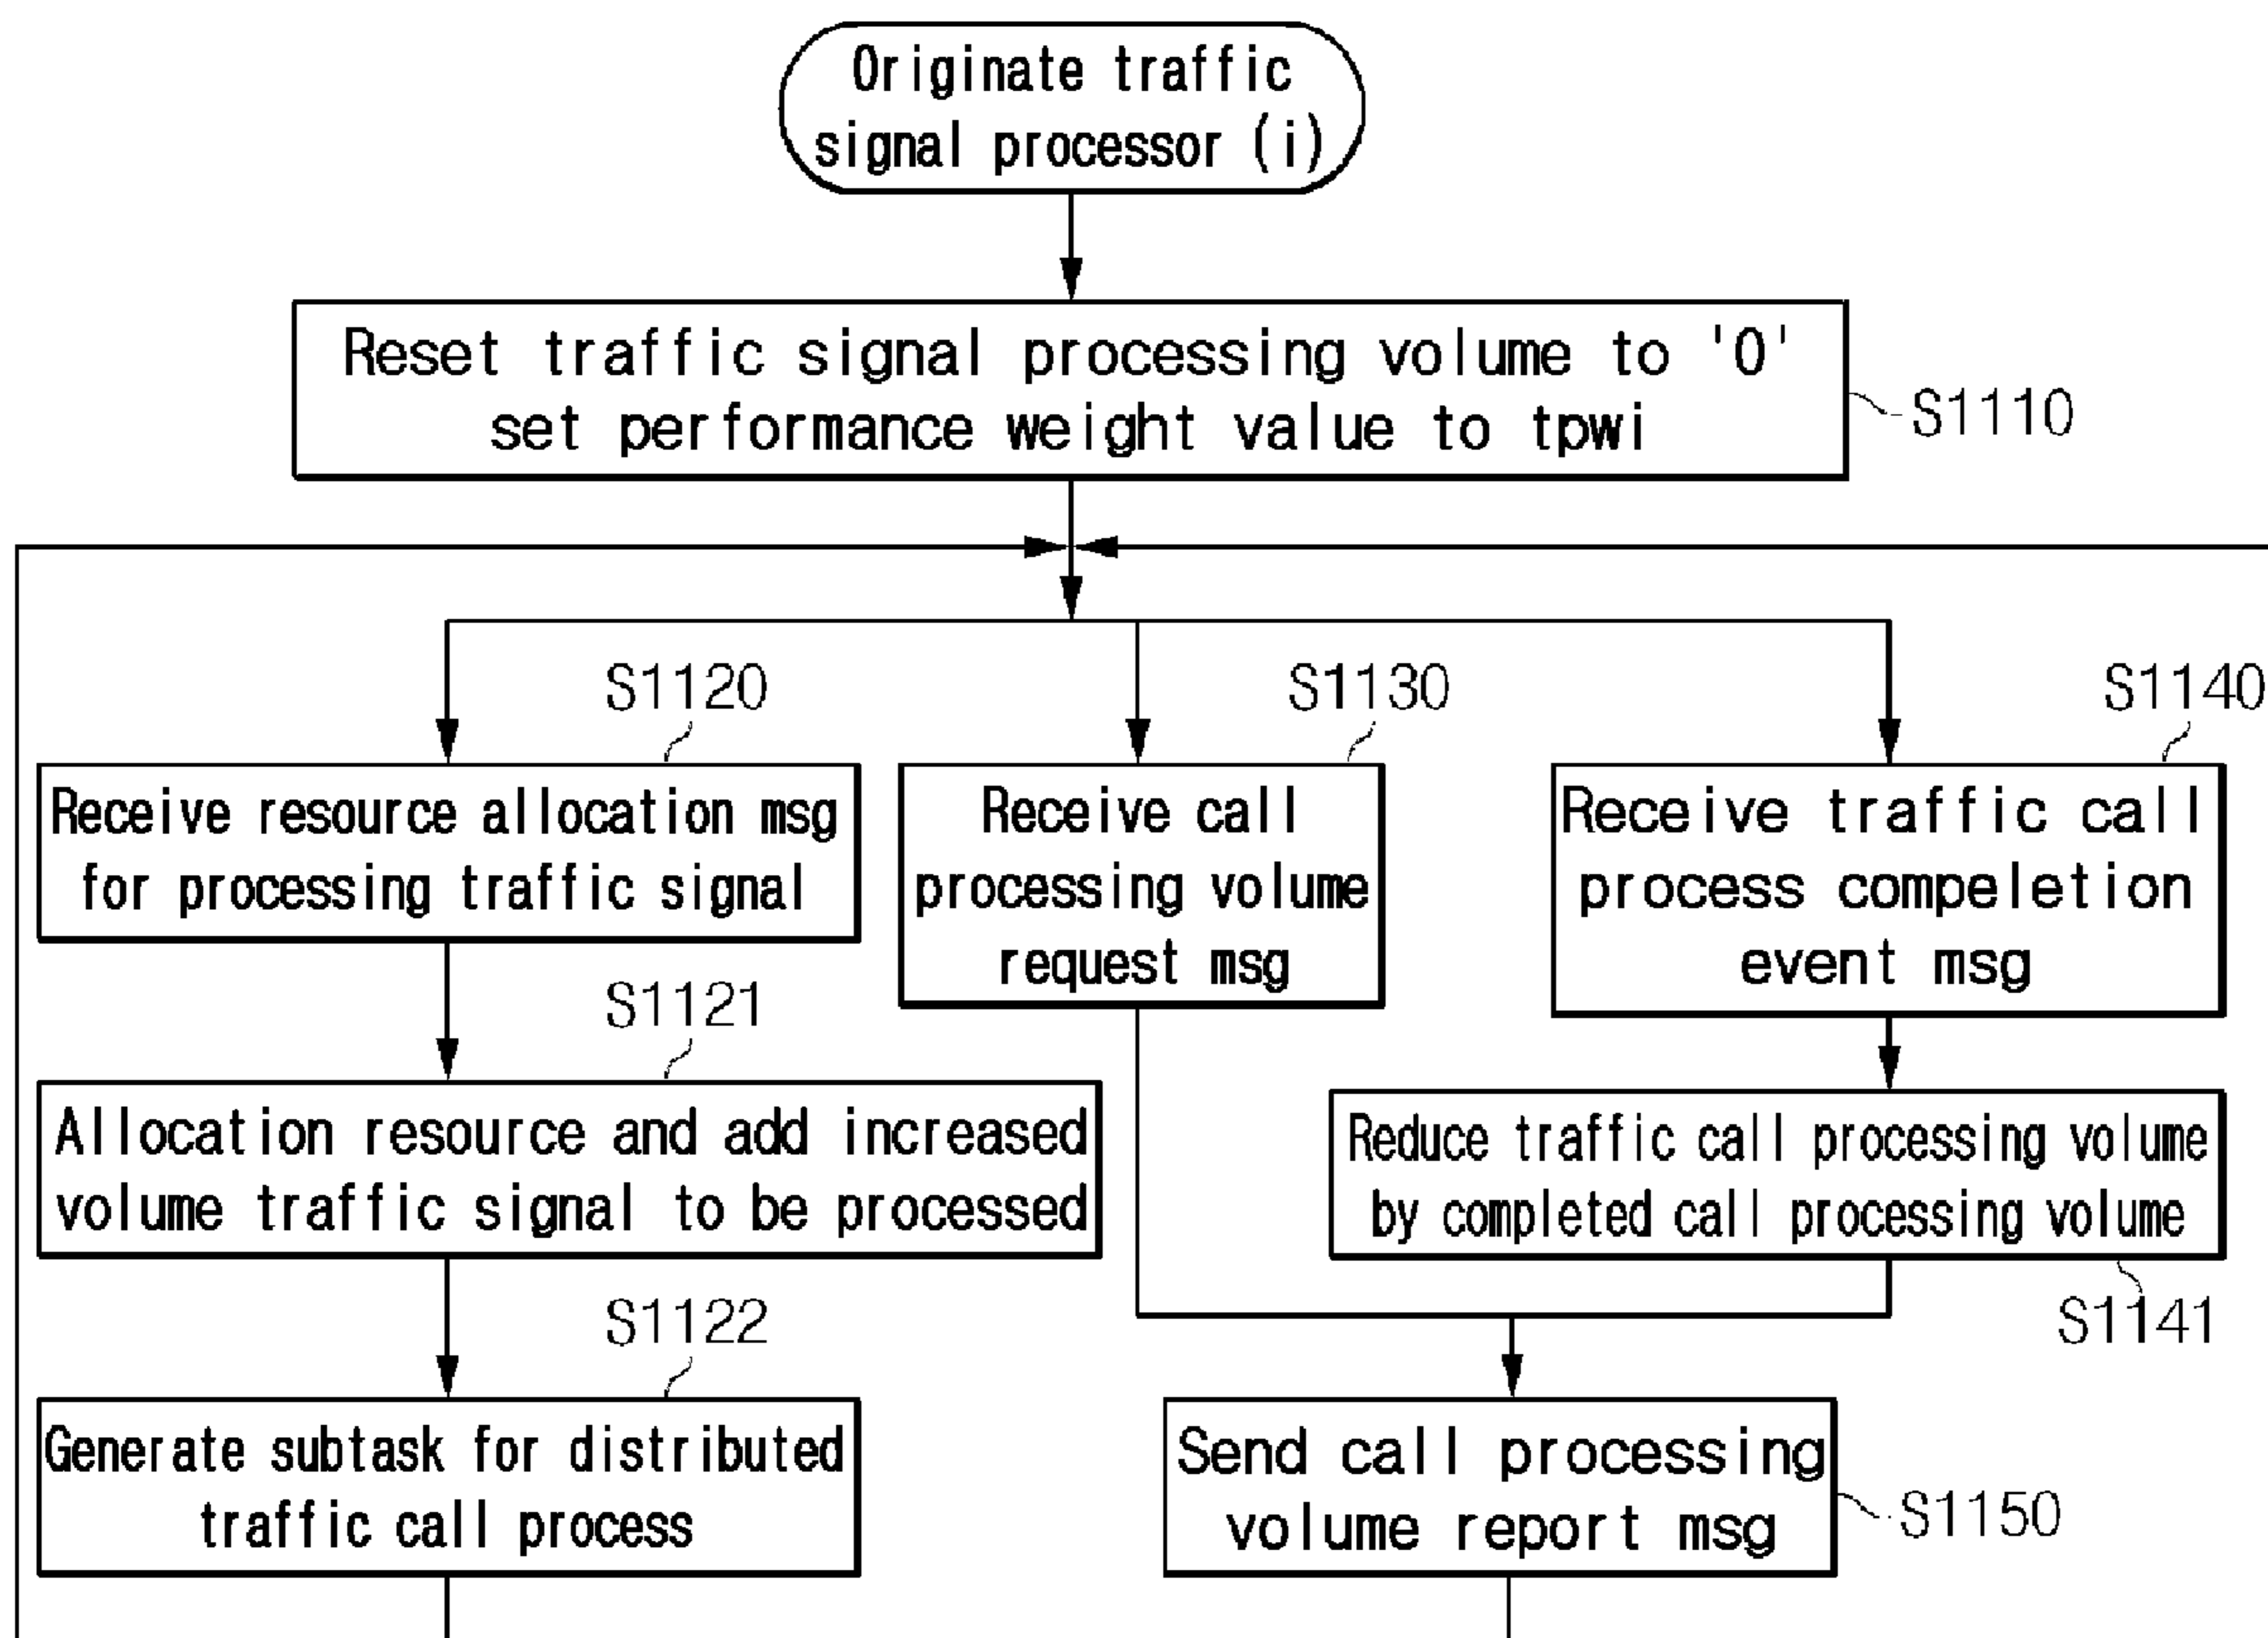 Originate traffic
signal processor (i)
Reset traffic signal processing volume to '0'
set performance weight value to tpwi
S1110
S1120
S1130
S1140
Receive resource allocation msg
for processing traffic signal
Receive call
processing volume
request msg
Receive traffic call
process compeletion
event msg
S1121
Allocation resource and add increased
volume traffic signal to be processed
Reduce traffic call processing volume
by completed call processing volume
S1141
S1122
Generate subtask for distributed
traffic call process
Send call processing
volume report msg
S1150